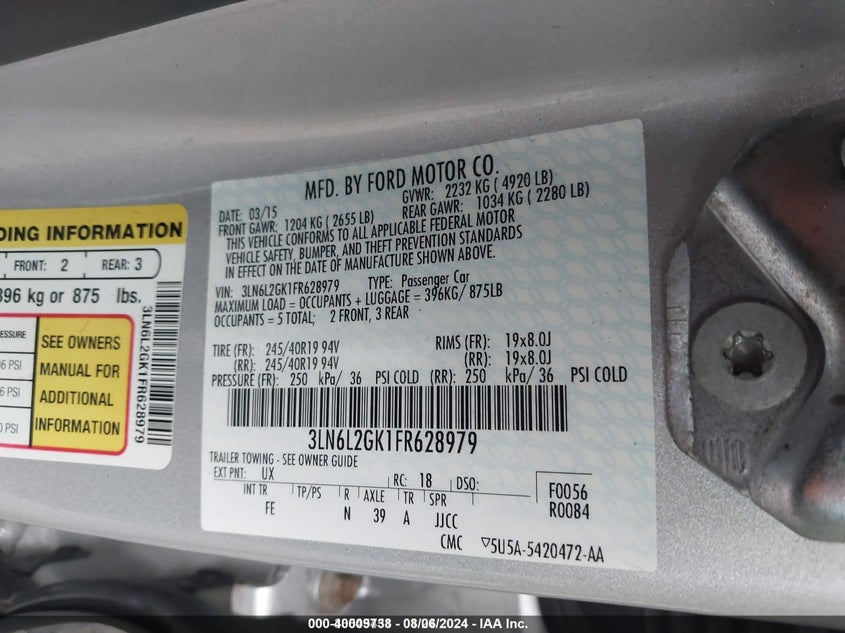 DING INFORMATION
FRONT: 2 REAR: 3
396 kg or 875 lbs.
PRESSURE
PSI
PSI
PSI
SEE OWNERS
MANUAL FOR
ADDITIONAL
INFORMATION
3LN6L2GK1FR628979
MFD. BY FORD MOTOR CO.
DATE: 03/15 GVWR: 2232 KG ( 4920 LB)
FRONT GAWR: 1204 KG ( 2655 LB) REAR GAWR: 1034 KG ( 2280 LB)
THIS VEHICLE CONFORMS TO ALL APPLICABLE FEDERAL MOTOR
VEHICLE SAFETY, BUMPER, AND THEFT PREVENTION STANDARDS
IN EFFECT ON THE DATE OF MANUFACTURE SHOWN ABOVE.
VIN: 3LN6L2GK1FR628979 TYPE: Passenger Car
MAXIMUM LOAD = OCCUPANTS + LUGGAGE = 396KG/ 875LB
OCCUPANTS = 5 TOTAL; 2 FRONT, 3 REAR
TIRE (FR): 245/40R19 94V RIMS (FR): 19x8.0J
(RR): 245/40R19 94V (RR): 19x8.0J
PRESSURE (FR): 250 kPa/ 36 PSI COLD (RR): 250 kPa/ 36 PSI COLD
3LN6L2GK1FR628979
TRAILER TOWING - SEE OWNER GUIDE
EXT PNT: UX RC: 18 DSO:
INT TR TP/PS R AXLE TR SPR
FE N 39 A JJCC
F0056
R0084
CMC ▽5U5A-5420472-AA
08/06/2024 - IAA Inc.